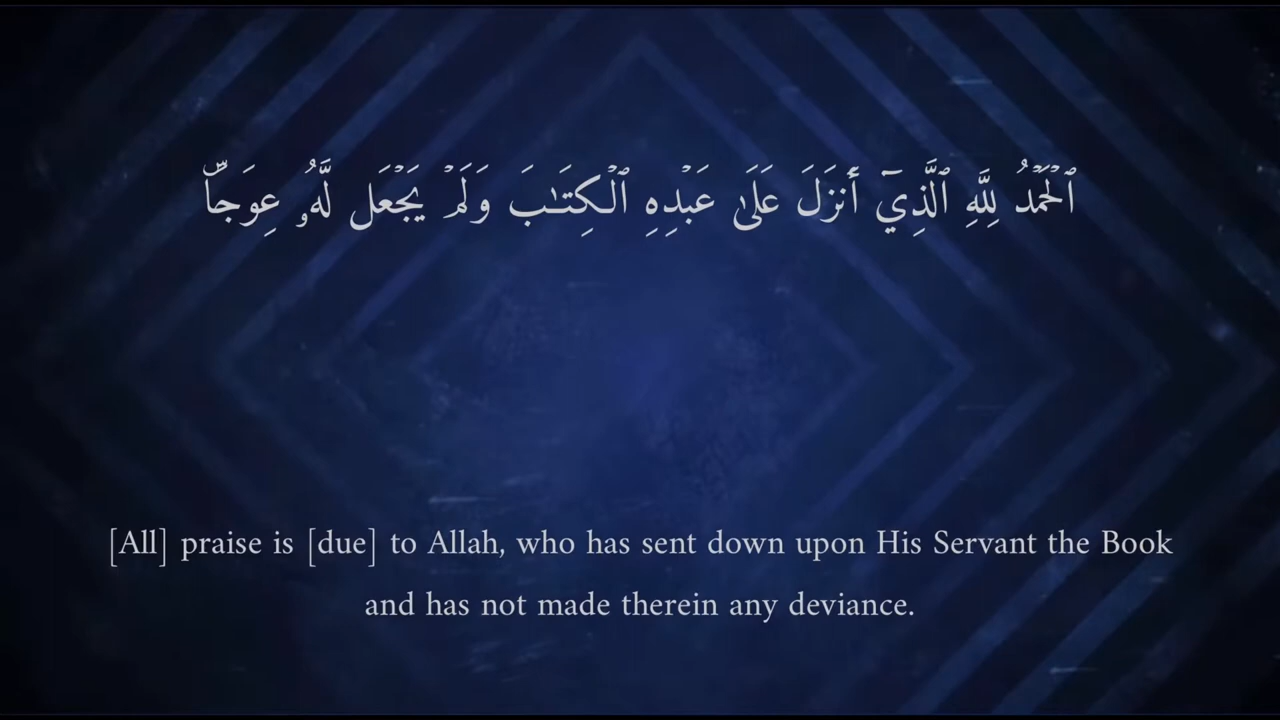 ٱلْحَمْدُ لِلَّهِ ٱلَّذِيٓ أَنزَلَ عَلَىٰ عَبْدِهِ ٱلْكِتَـٰبَ وَلَمْ يَجْعَل لَّهُۥ عِوَجَاۜ
[All] praise is [due] to Allah, who has sent down upon His Servant the Book
and has not made therein any deviance.